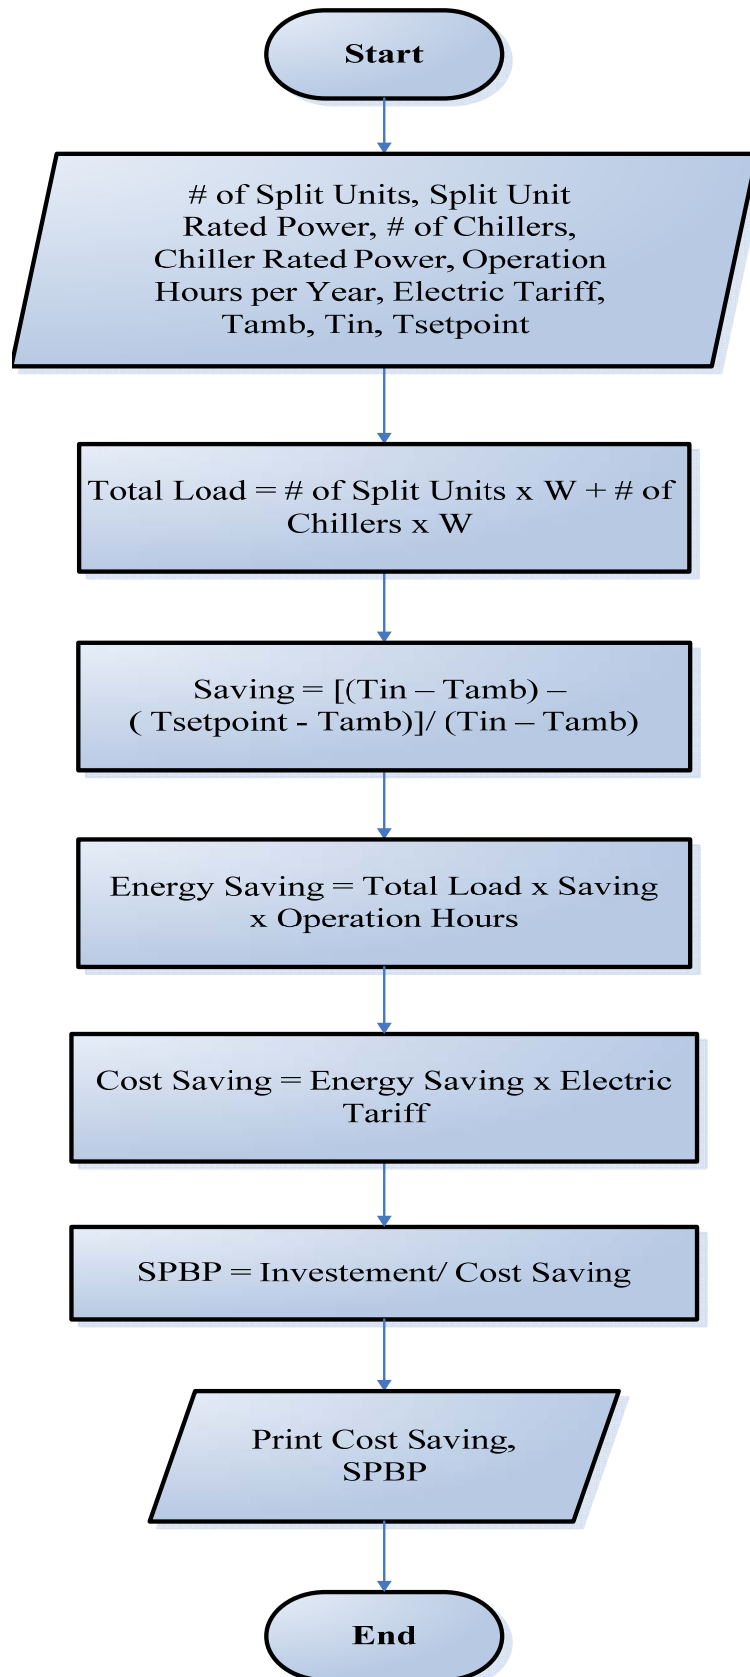 Start
# of Split Units, Split Unit
Rated Power, # of Chillers,
Chiller Rated Power, Operation
Hours per Year, Electric Tariff,
Tamb, Tin, Tsetpoint
Total Load = # of Split Units x W + # of
Chillers x W
Saving = [(Tin – Tamb) –
( Tsetpoint - Tamb)]/ (Tin – Tamb)
Energy Saving = Total Load x Saving
x Operation Hours
Cost Saving = Energy Saving x Electric
Tariff
SPBP = Investement/ Cost Saving
Print Cost Saving,
SPBP
End